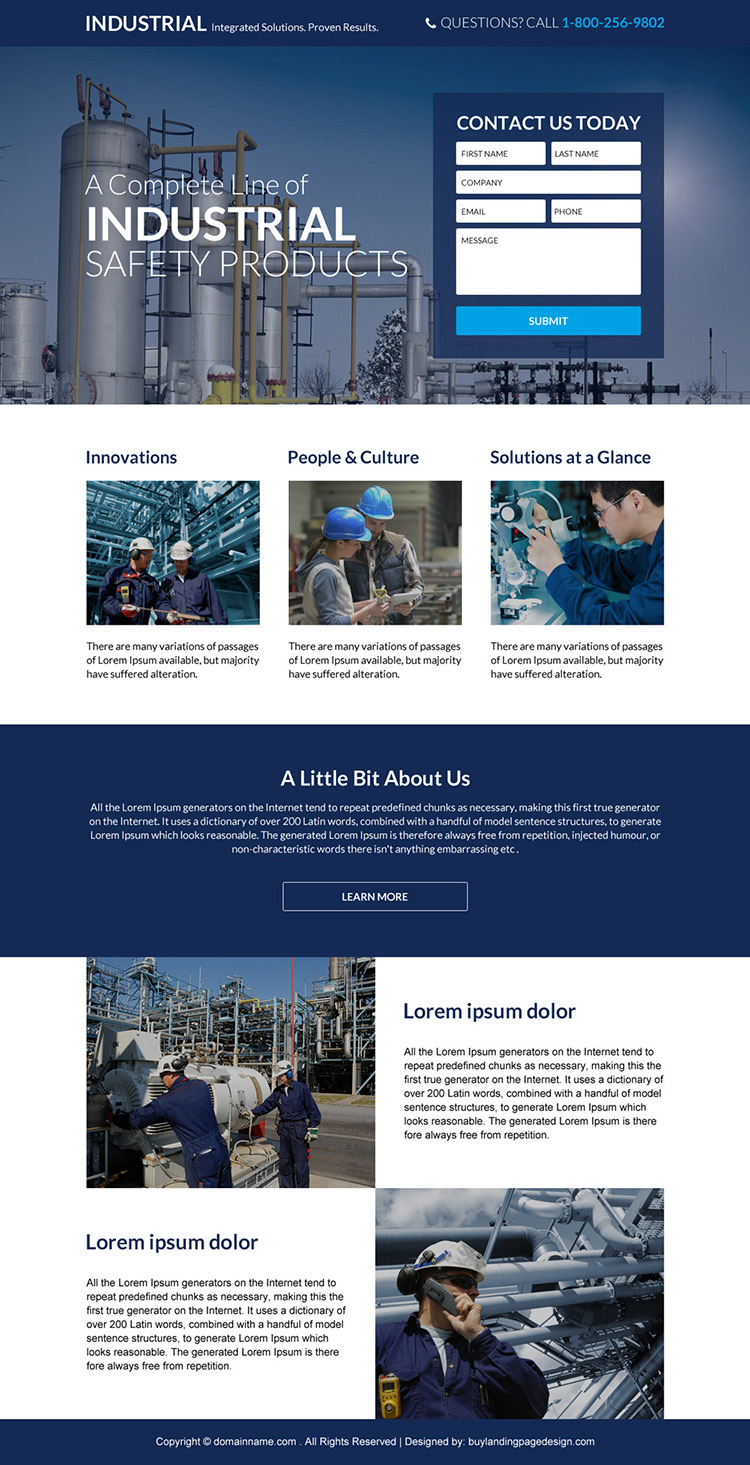 INDUSTRIAL Integrated Solutions. Proven Results.
QUESTIONS? CALL 1-800-256-9802
A Complete Line of
INDUSTRIAL
SAFETY PRODUCTS
CONTACT US TODAY
FIRST NAME
LAST NAME
COMPANY
EMAIL
PHONE
MESSAGE
SUBMIT
Innovations
There are many variations of passages
of Lorem Ipsum available, but majority
have suffered alteration.
People & Culture
There are many variations of passages
of Lorem Ipsum available, but majority
have suffered alteration.
Solutions at a Glance
There are many variations of passages
of Lorem Ipsum available, but majority
have suffered alteration.
A Little Bit About Us
All the Lorem Ipsum generators on the Internet tend to repeat predefined chunks as necessary, making this first true generator
on the Internet. It uses a dictionary of over 200 Latin words, combined with a handful of model sentence structures, to generate
Lorem Ipsum which looks reasonable. The generated Lorem Ipsum is therefore always free from repetition, injected humour, or
non-characteristic words there isn't anything embarrassing etc .
LEARN MORE
Lorem ipsum dolor
All the Lorem Ipsum generators on the Internet tend to
repeat predefined chunks as necessary, making this the
first true generator on the Internet. It uses a dictionary of
over 200 Latin words, combined with a handful of model
sentence structures, to generate Lorem Ipsum which
looks reasonable. The generated Lorem Ipsum is there
fore always free from repetition.
Lorem ipsum dolor
All the Lorem Ipsum generators on the Internet tend to
repeat predefined chunks as necessary, making this the
first true generator on the Internet. It uses a dictionary of
over 200 Latin words, combined with a handful of model
sentence structures, to generate Lorem Ipsum which
looks reasonable. The generated Lorem Ipsum is there
fore always free from repetition.
Copyright © domainname.com . All Rights Reserved | Designed by: buylandingpagedesign.com